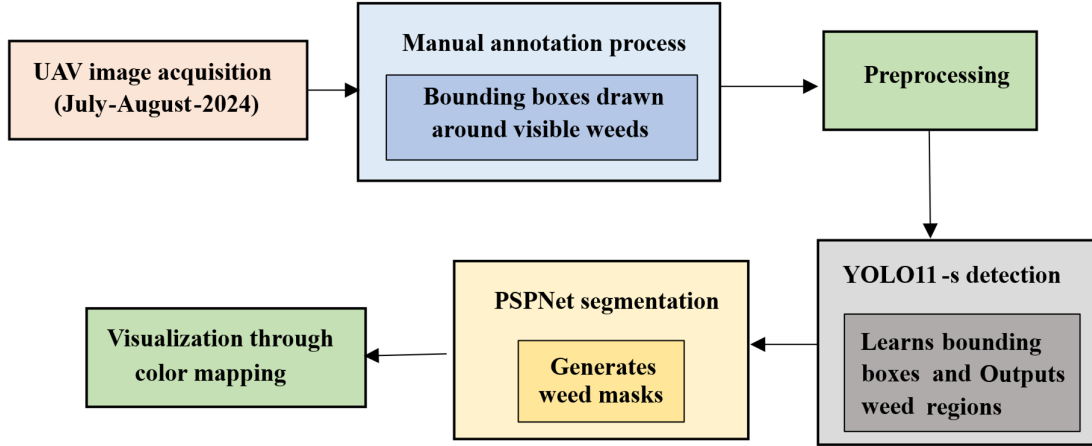 UAV image acquisition
(July-August-2024)
Manual annotation process
Bounding boxes drawn
around visible weeds
Preprocessing
YOLO11-s detection
Learns bounding
boxes and Outputs
weed regions
PSPNet segmentation
Generates
weed masks
Visualization through
color mapping